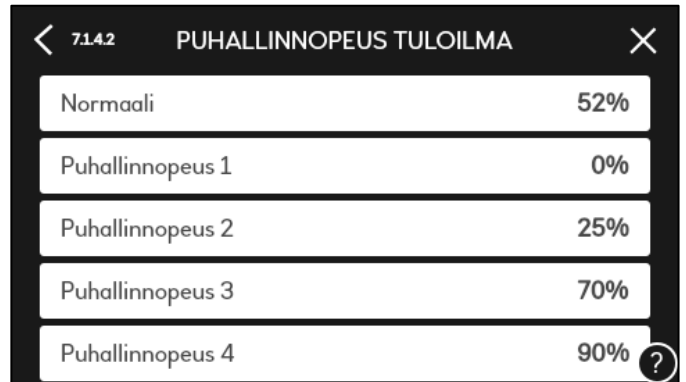 7.1.4.2 PUHALLINNOPEUS TULOILMA
Normaali 52%
Puhallinnopeus 1 0%
Puhallinnopeus 2 25%
Puhallinnopeus 3 70%
Puhallinnopeus 4 90%
?